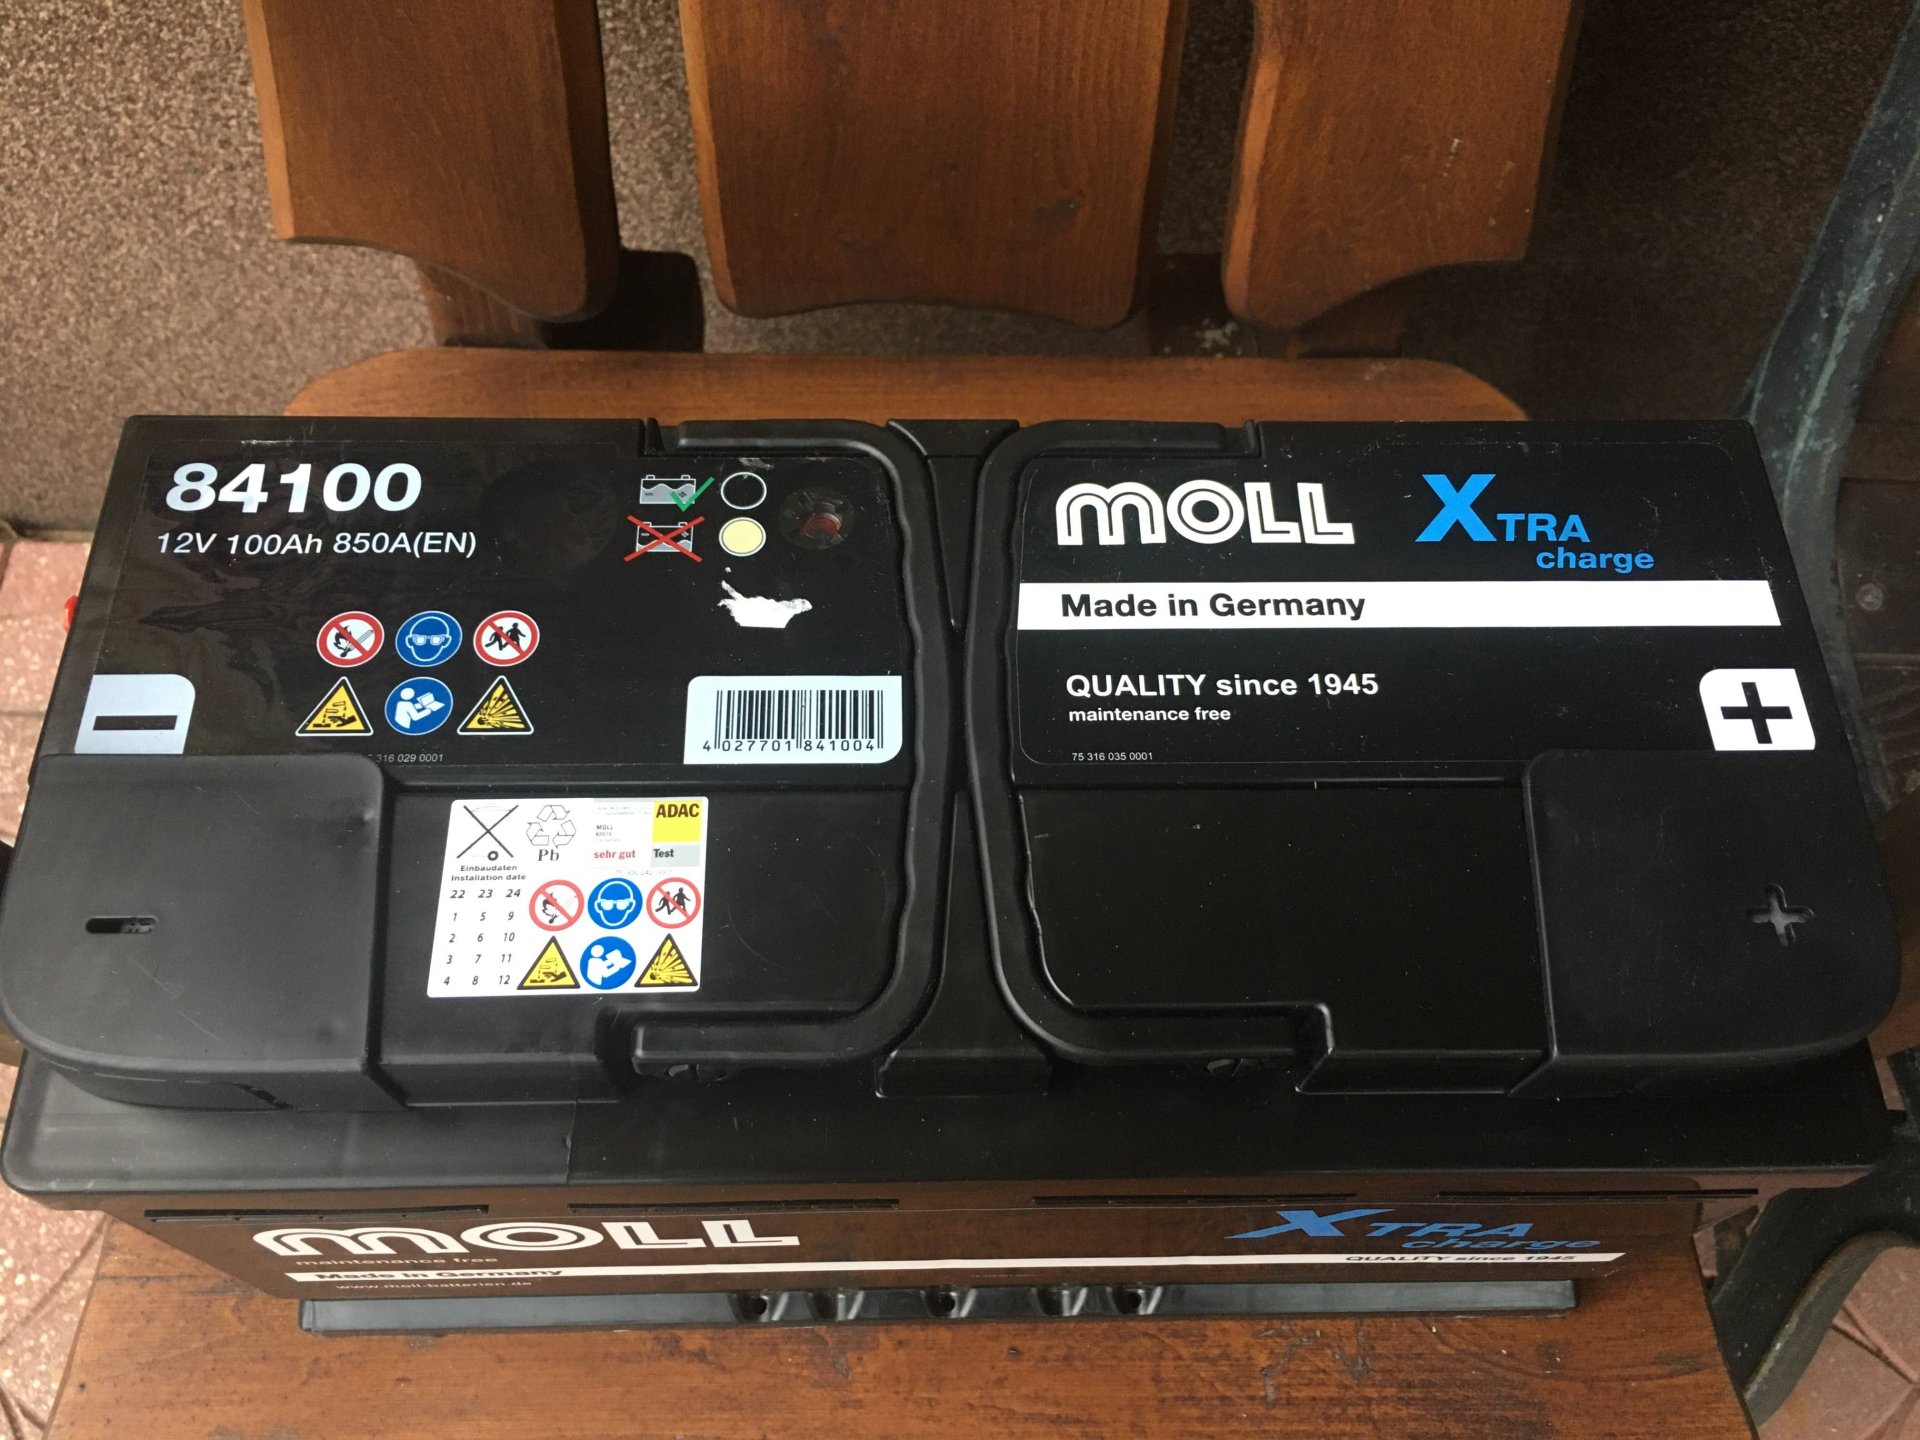 84100
12V 100Ah 850A(EN)
4 027701 841004
316 029 0001
MOLL
XTRA
charge
Made in Germany
QUALITY since 1945
maintenance free
75 316 035 0001
ADAC
MOLL
Pb
sehr gut
Test
Einbaudaten
Installation date
22 23 24
1 5 9
2 6 10
3 7 11
4 8 12
MOLL
maintenance free
Made in Germany
www.moll-batterien.de
XTRA
charge
QUALITY since 1945